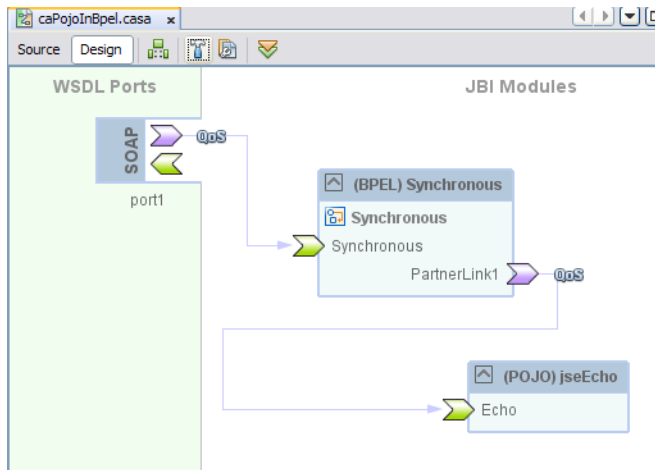 caPojoInBpel.casa
Source Design
WSDL Ports
JBI Modules
SOAP
QoS
port1
(BPEL) Synchronous
Synchronous
Synchronous
PartnerLink1
QoS
(POJO) jseEcho
Echo